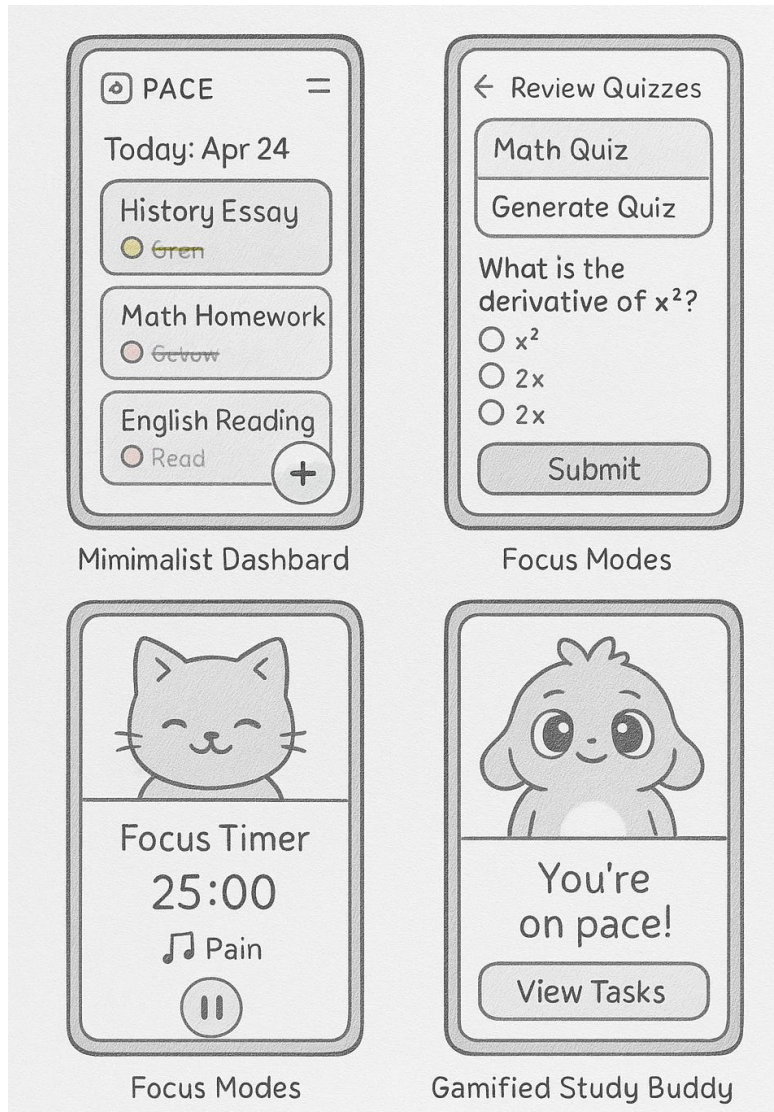 PACE
Today: Apr 24
History Essay
Gren
Math Homework
English Reading
Read
+
Mimimalist Dashbard
← Review Quizzes
Math Quiz
Generate Quiz
What is the
derivative of x²?
x²
2x
2x
Submit
Focus Modes
Focus Timer
25:00
Pain
Focus Modes
You're
on pace!
View Tasks
Gamified Study Buddy